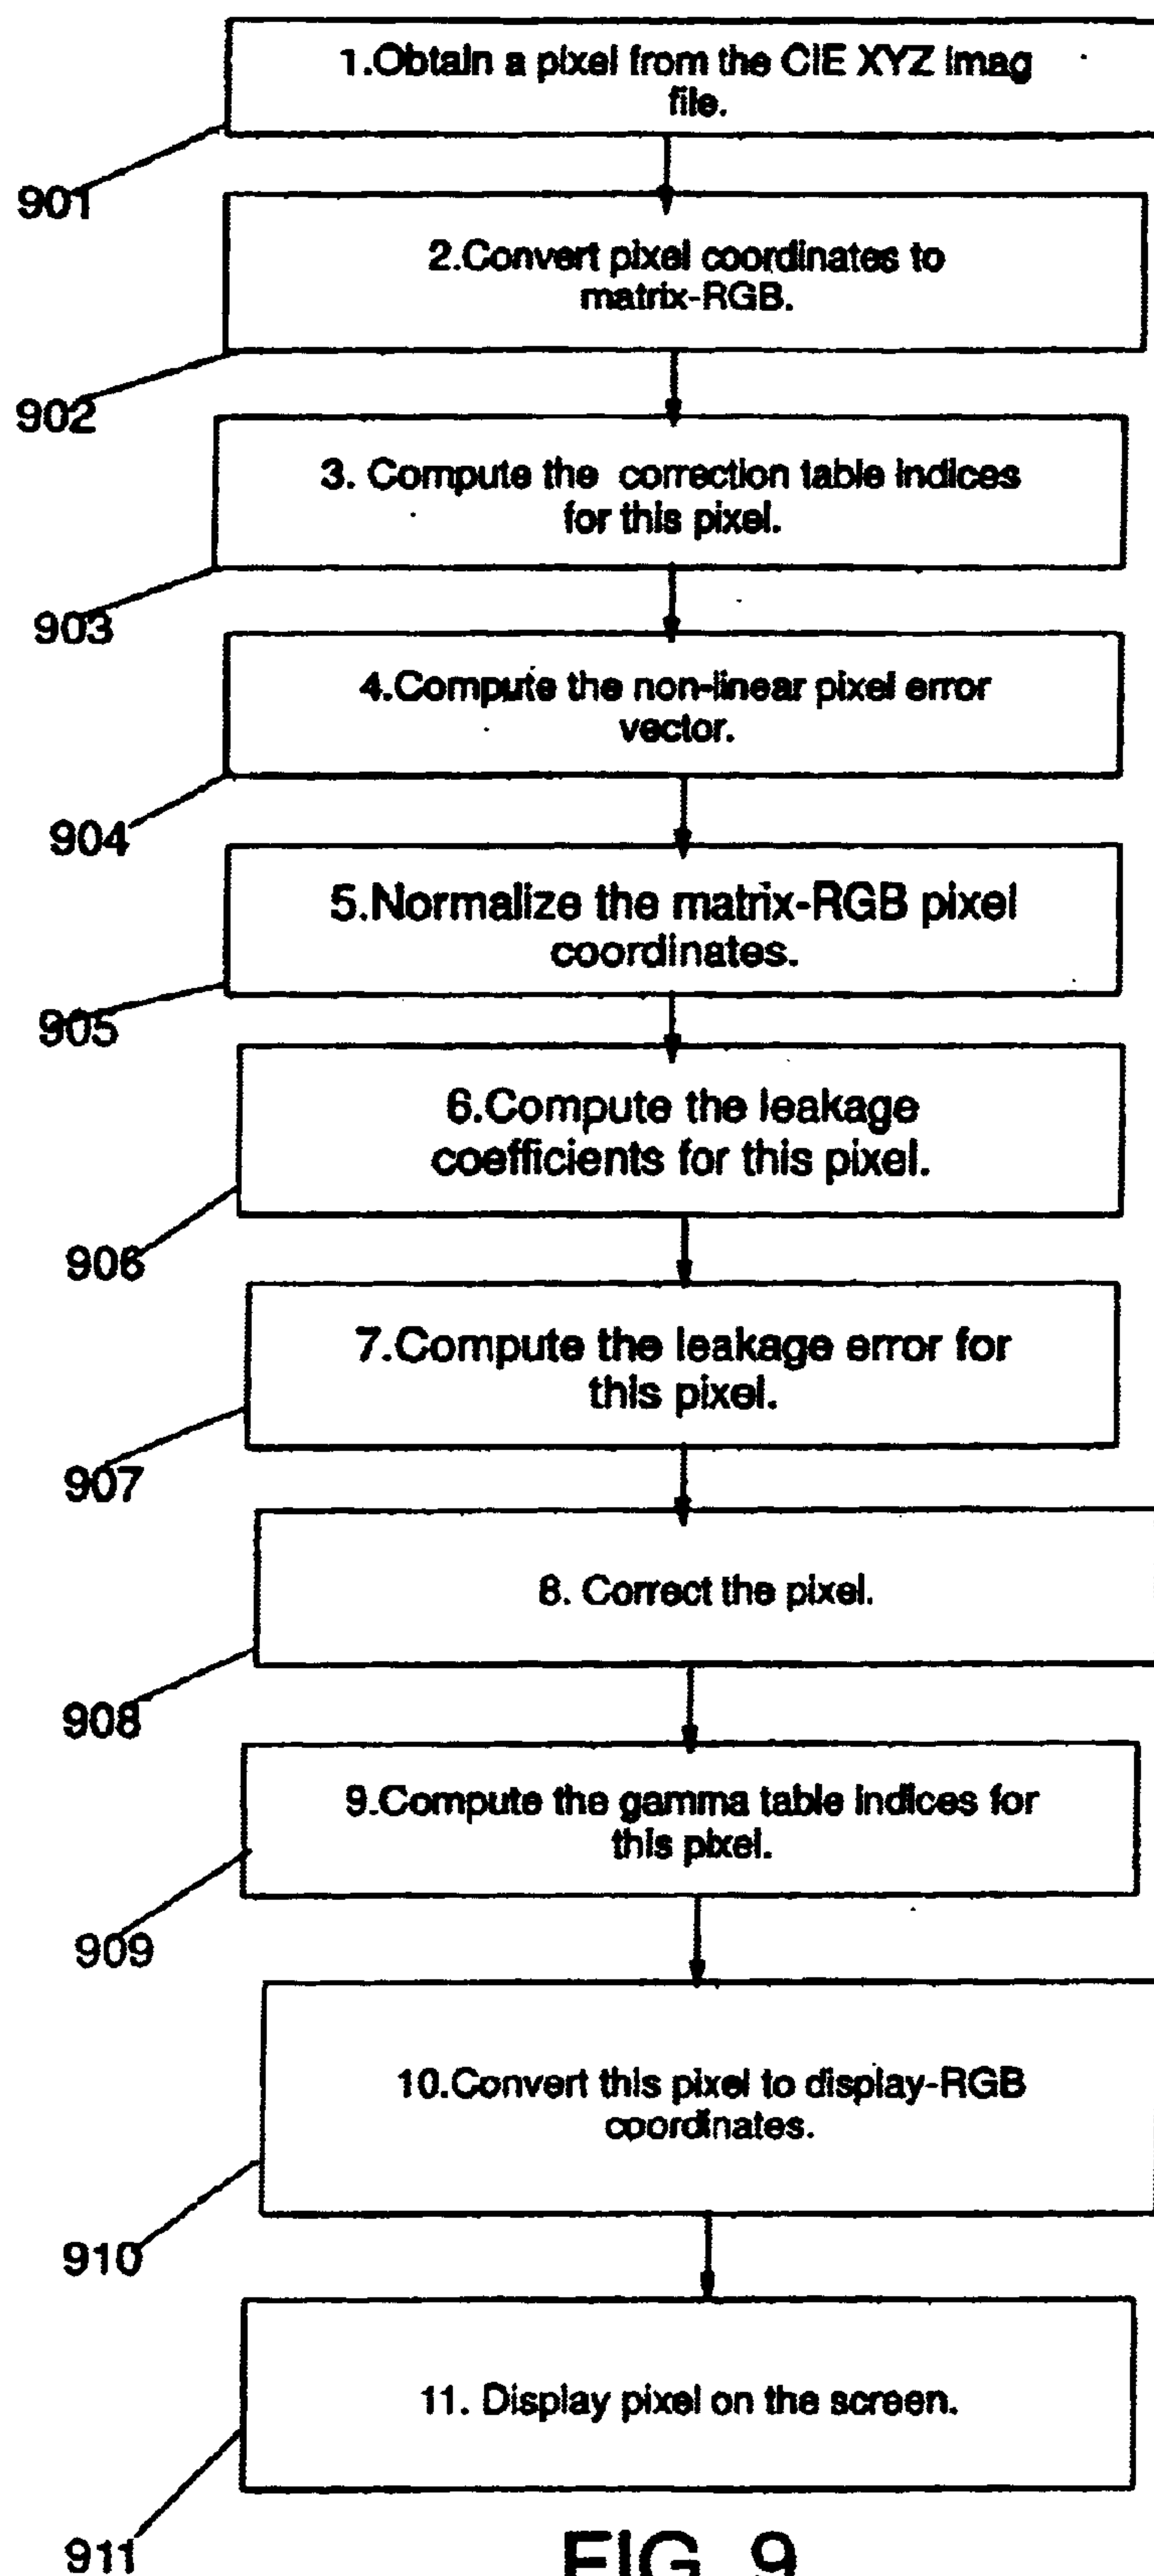 1.Obtain a pixel from the CIE XYZ imag
file.
901
2.Convert pixel coordinates to
matrix-RGB.
902
3. Compute the correction table indices
for this pixel.
903
4.Compute the non-linear pixel error
vector.
904
5.Normalize the matrix-RGB pixel
coordinates.
905
6.Compute the leakage
coefficients for this pixel.
906
7.Compute the leakage error for
this pixel.
907
8. Correct the pixel.
908
9.Compute the gamma table indices for
this pixel.
909
10.Convert this pixel to display-RGB
coordinates.
910
11. Display pixel on the screen.
911
FIG. 9